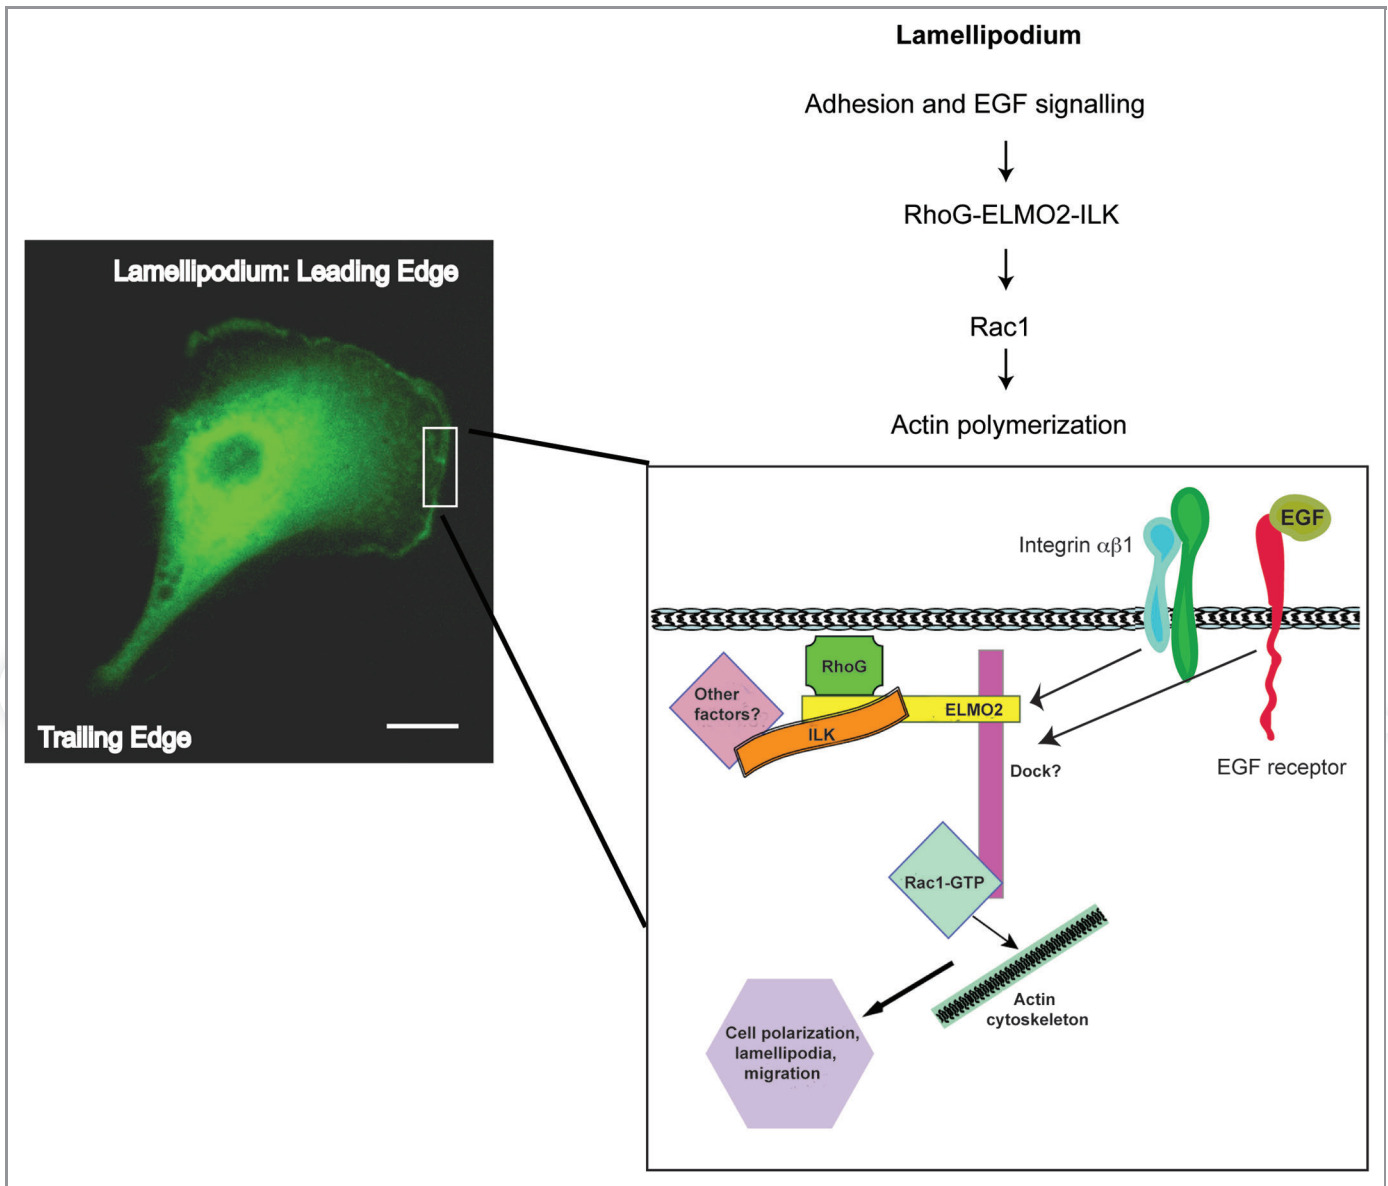 Lamellipodium
Adhesion and EGF signalling
RhoG-ELMO2-ILK
Rac1
Actin polymerization
Lamellipodium: Leading Edge
Trailing Edge
EGF
Integrin αβ1
RhoG
Other
factors?
ELMO2
ILK
Dock?
EGF receptor
Rac1-GTP
Actin
cytoskeleton
Cell polarization,
lamellipodia,
migration